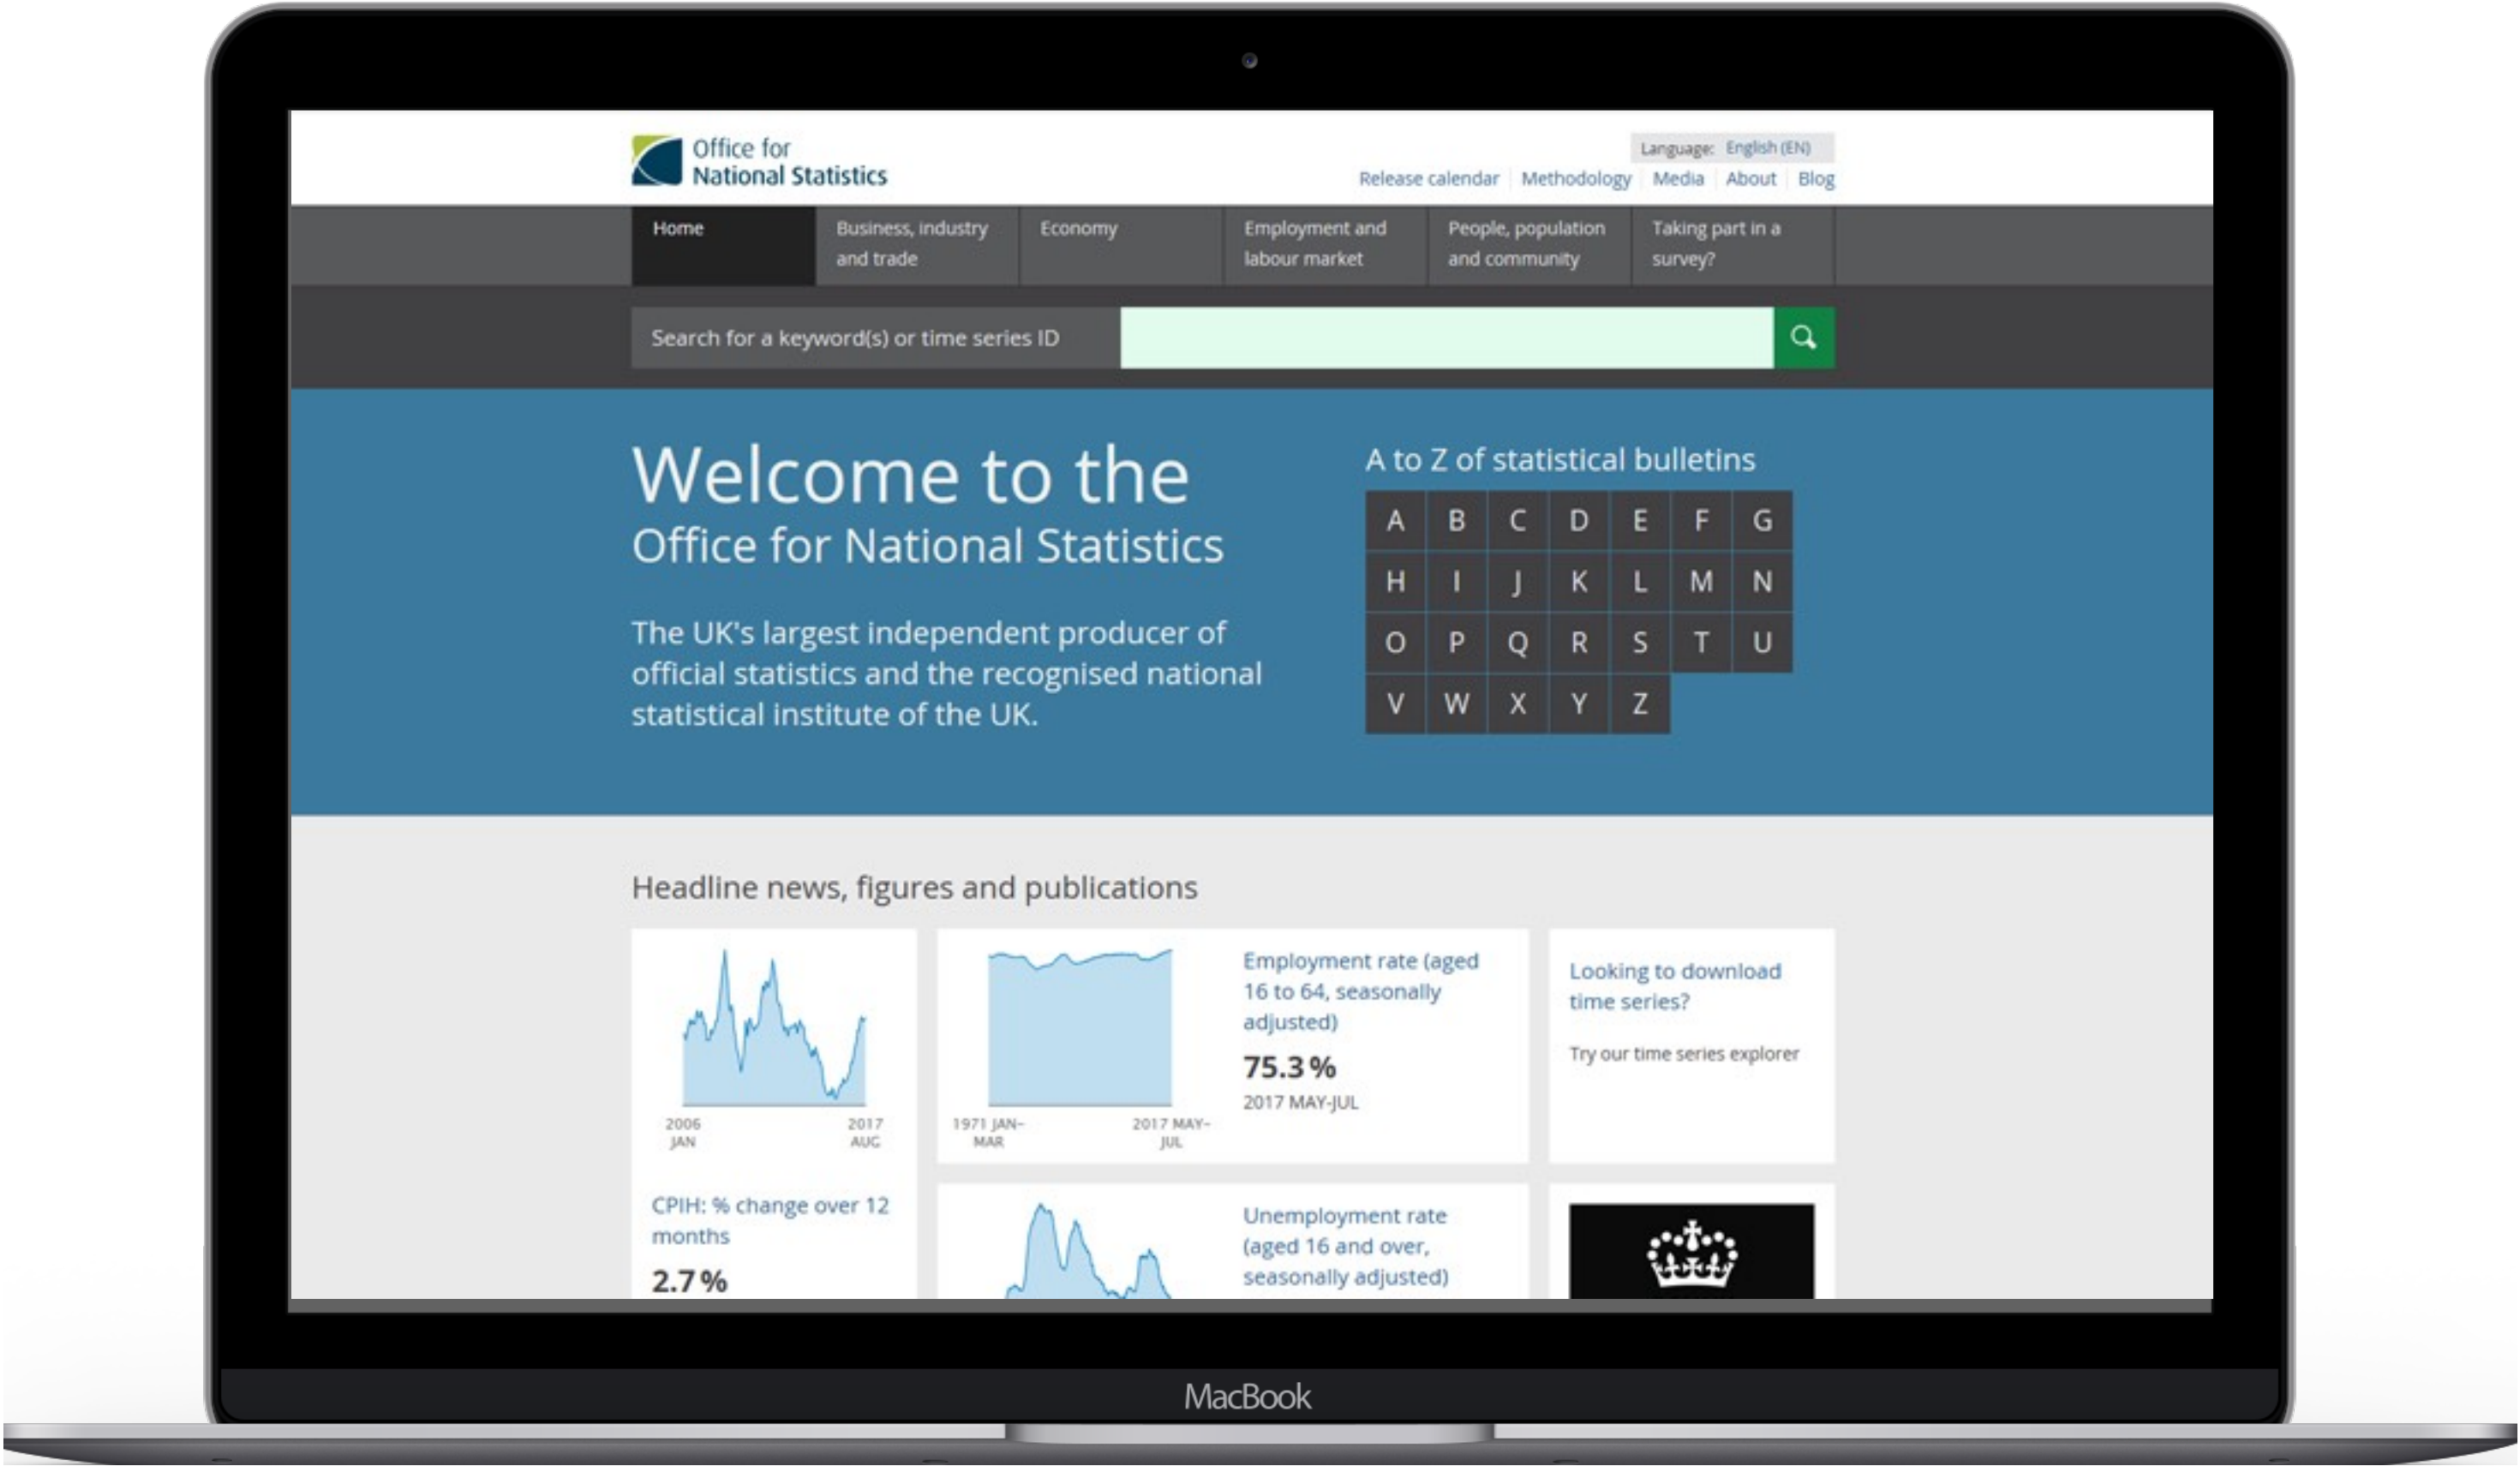 Office for
National Statistics
Language: English (EN)
Release calendar Methodology Media About Blog
Home
Business, industry
and trade
Economy
Employment and
labour market
People, population
and community
Taking part in a
survey?
Search for a keyword(s) or time series ID
Welcome to the
Office for National Statistics
The UK's largest independent producer of
official statistics and the recognised national
statistical institute of the UK.
A to Z of statistical bulletins
A B C D E F G
H I J K L M N
O P Q R S T U
V W X Y Z
Headline news, figures and publications
2006
JAN
2017
AUG
CPIH: % change over 12
months
2.7 %
1971 JAN-
MAR
2017 MAY-
JUL
Employment rate (aged
16 to 64, seasonally
adjusted)
75.3 %
2017 MAY-JUL
Looking to download
time series?
Try our time series explorer
Unemployment rate
(aged 16 and over,
seasonally adjusted)
MacBook